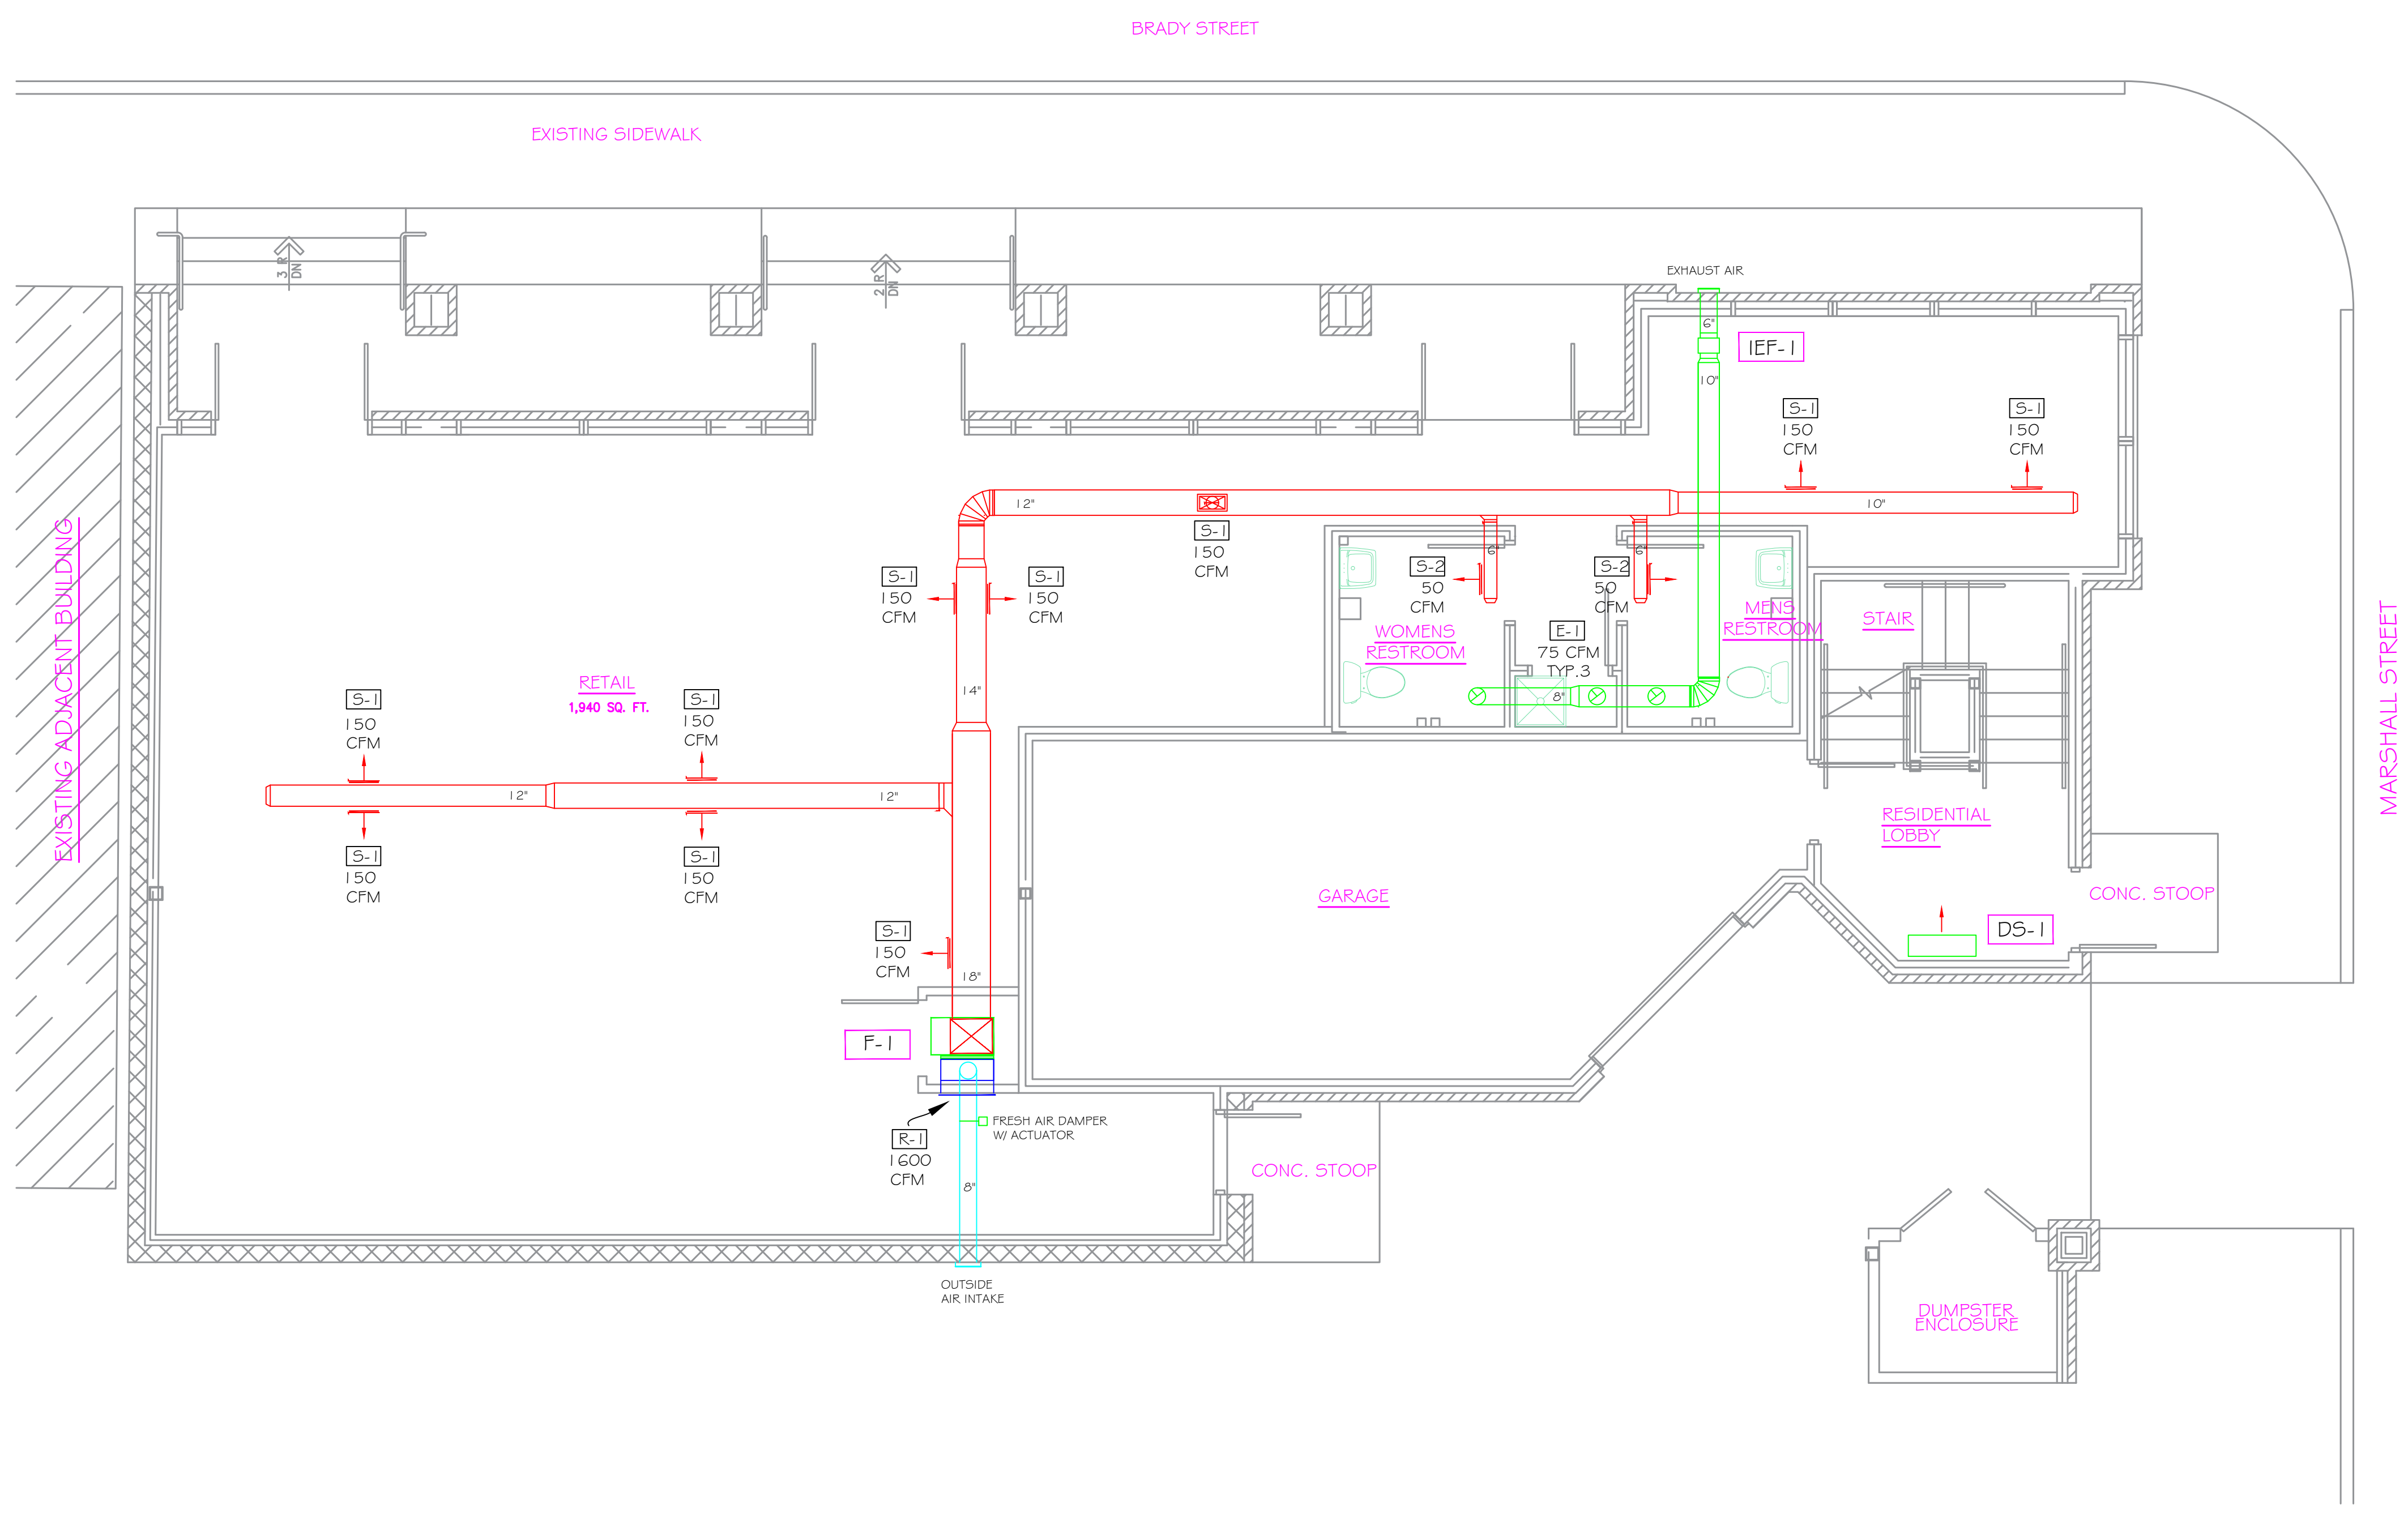 BRADY STREET
EXISTING SIDEWALK
3 R
DN
2 R
DN
EXHAUST AIR
6"
IEF-1
10"
S-1
150
CFM
S-1
150
CFM
12"
10"
S-1
150
CFM
6"
6"
S-1
150
CFM
S-1
150
CFM
S-2
50
CFM
S-2
50
CFM
WOMENS
RESTROOM
E-1
75 CFM
TYP.3
8"
MENS
RESTROOM
STAIR
EXISTING ADJACENT BUILDING
MARSHALL STREET
RETAIL
1,940 SQ. FT.
14"
S-1
150
CFM
S-1
150
CFM
12"
12"
S-1
150
CFM
S-1
150
CFM
RESIDENTIAL
LOBBY
GARAGE
CONC. STOOP
DS-1
S-1
150
CFM
18"
F-1
FRESH AIR DAMPER
W/ ACTUATOR
R-1
1600
CFM
8"
CONC. STOOP
OUTSIDE
AIR INTAKE
DUMPSTER
ENCLOSURE